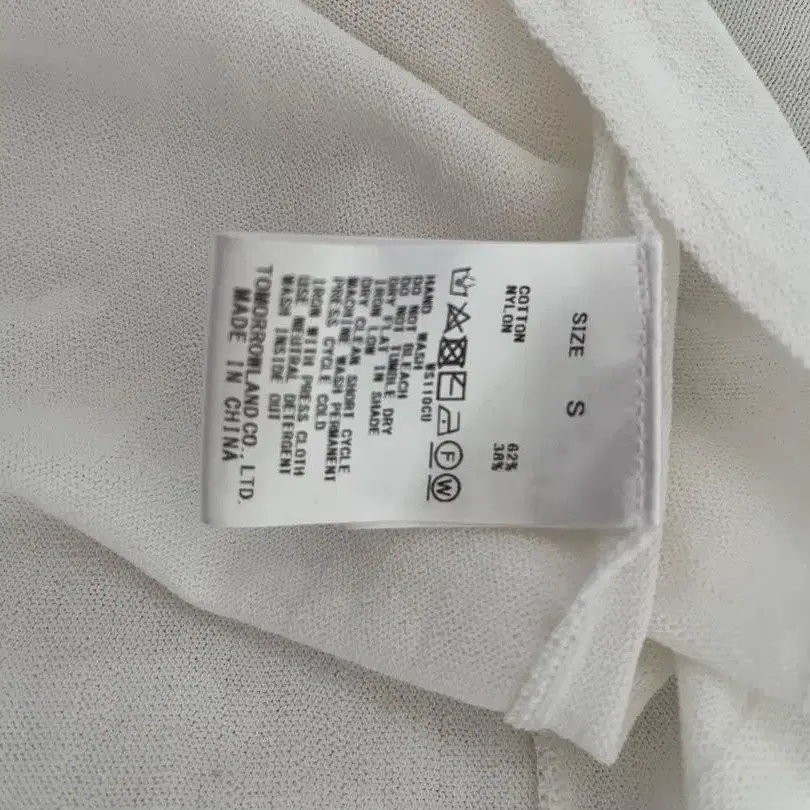 SIZE S
COTTON 62%
NYLON 38%
F W
WS110CU
HAND WASH
DO NOT BLEACH
DO NOT TUMBLE DRY
DRY FLAT IN SHADE
IRON LOW
DRY CLEAN SHORT CYCLE
MACHINE WASH PERMANENT
PRESS CYCLE COLD
IRON WITH PRESS CLOTH
USE NEUTRAL DETERGENT
WASH INSIDE OUT
TOMORROWLAND CO., LTD.
MADE IN CHINA